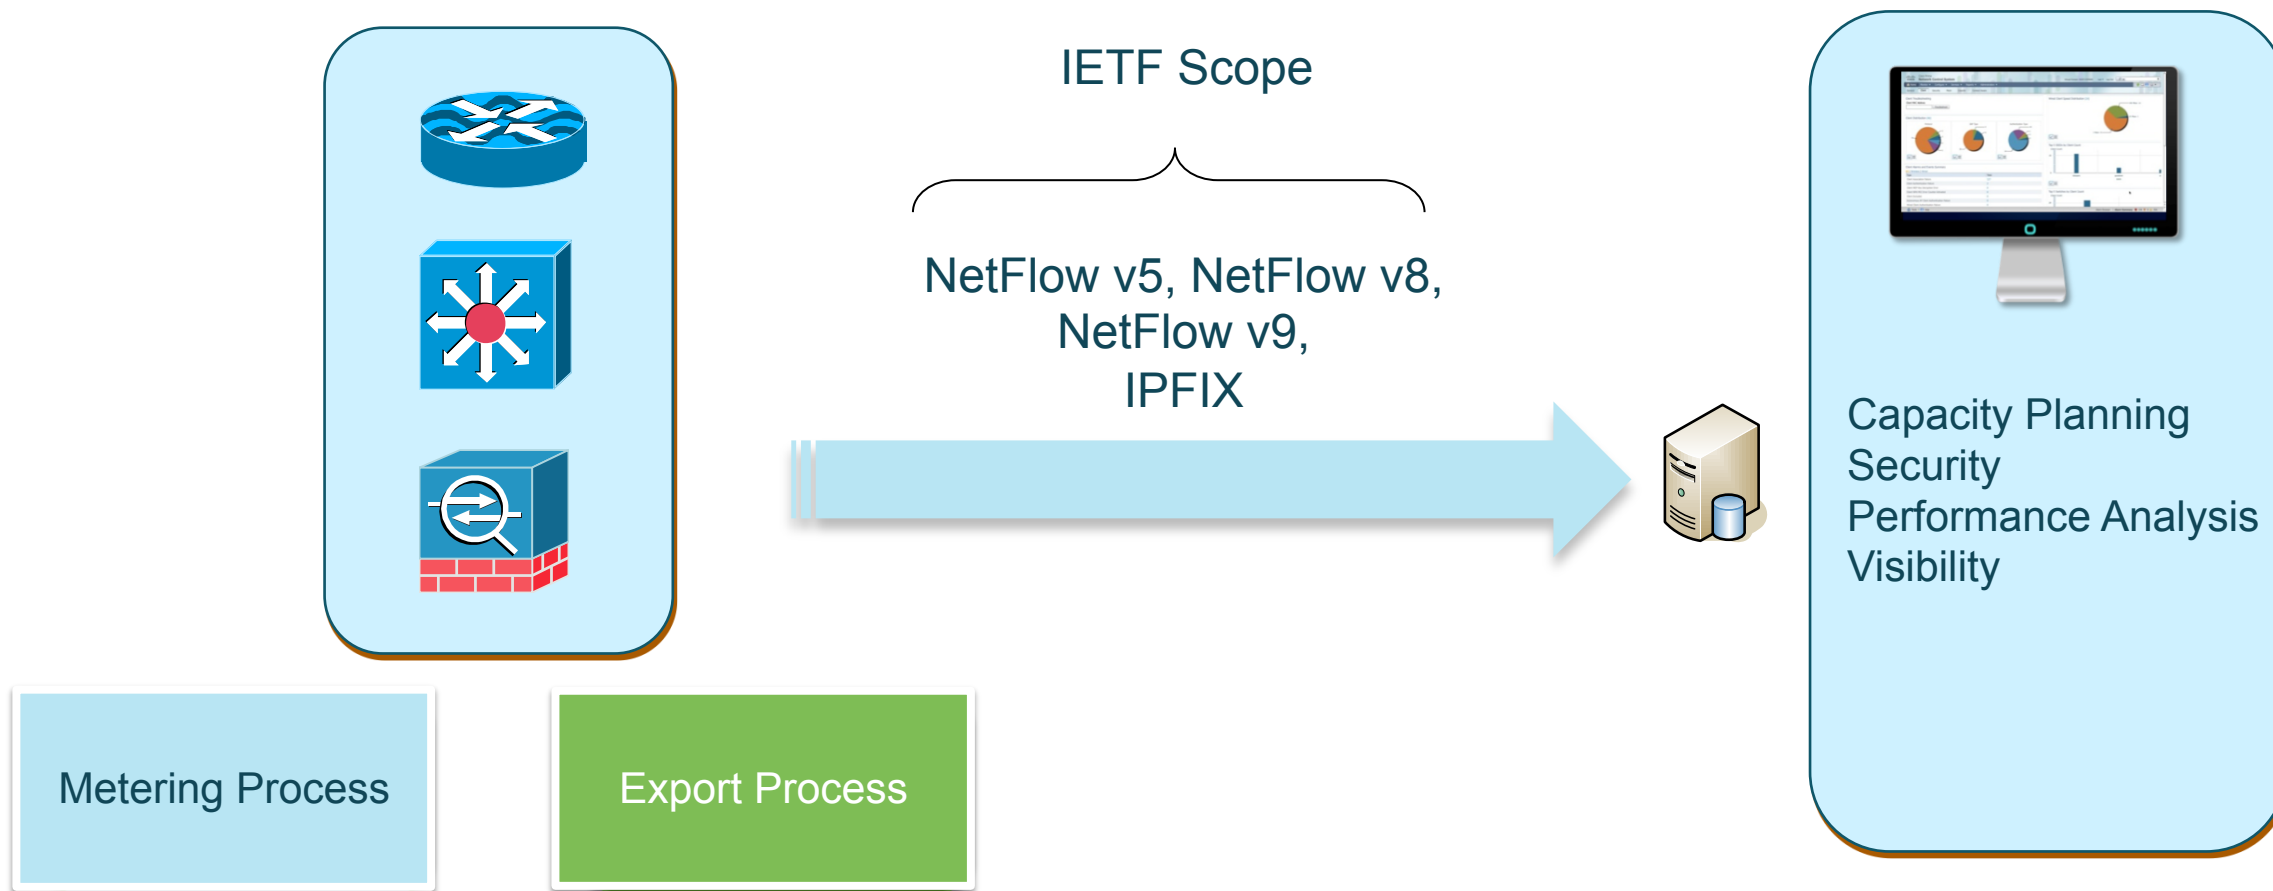 IETF Scope
NetFlow v5, NetFlow v8,
NetFlow v9,
IPFIX
Capacity Planning
Security
Performance Analysis
Visibility
Metering Process
Export Process